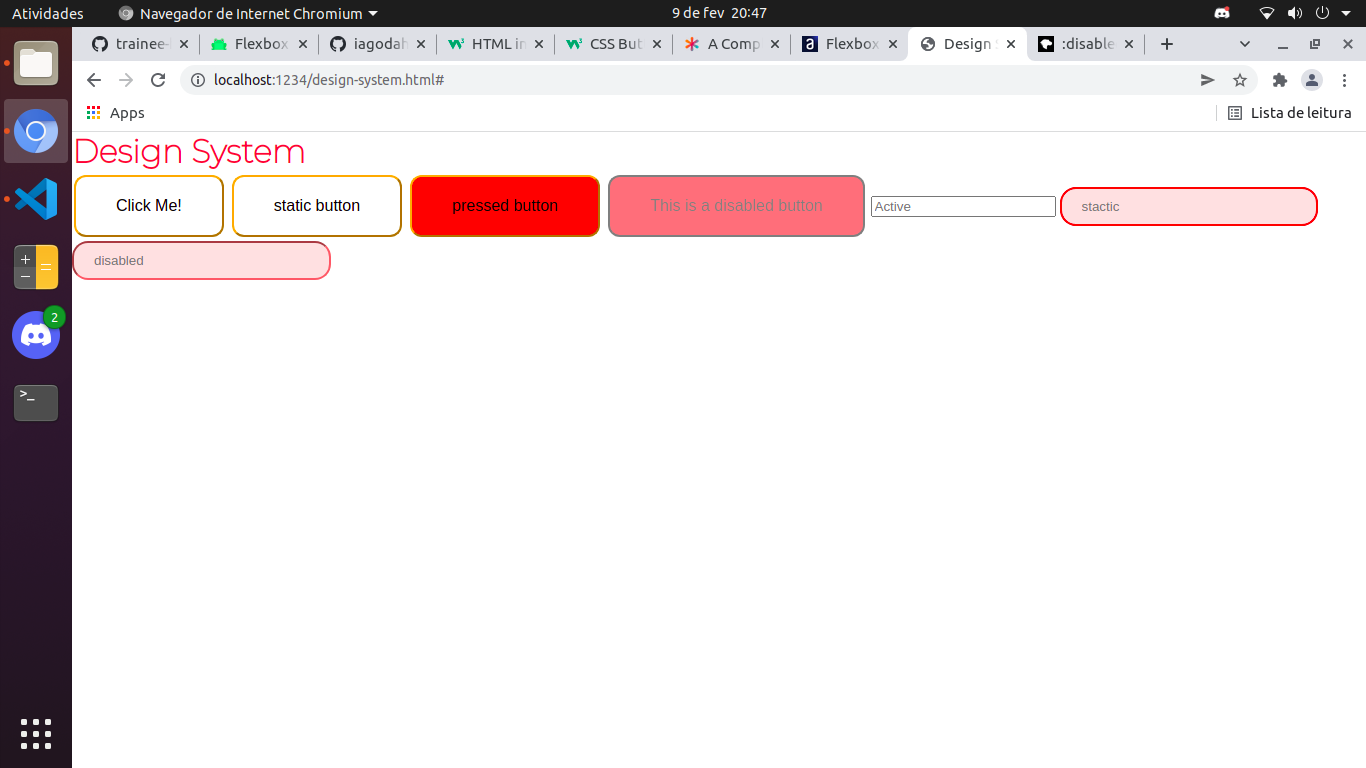 Atividades Navegador de Internet Chromium 9 de fev 20:47
trainee- Flexbox iagodah HTML in CSS But A Comp Flexbox Design S :disable
localhost:1234/design-system.html#
Apps Lista de leitura
Design System
Click Me! static button pressed button This is a disabled button Active stactic
disabled
2
>_